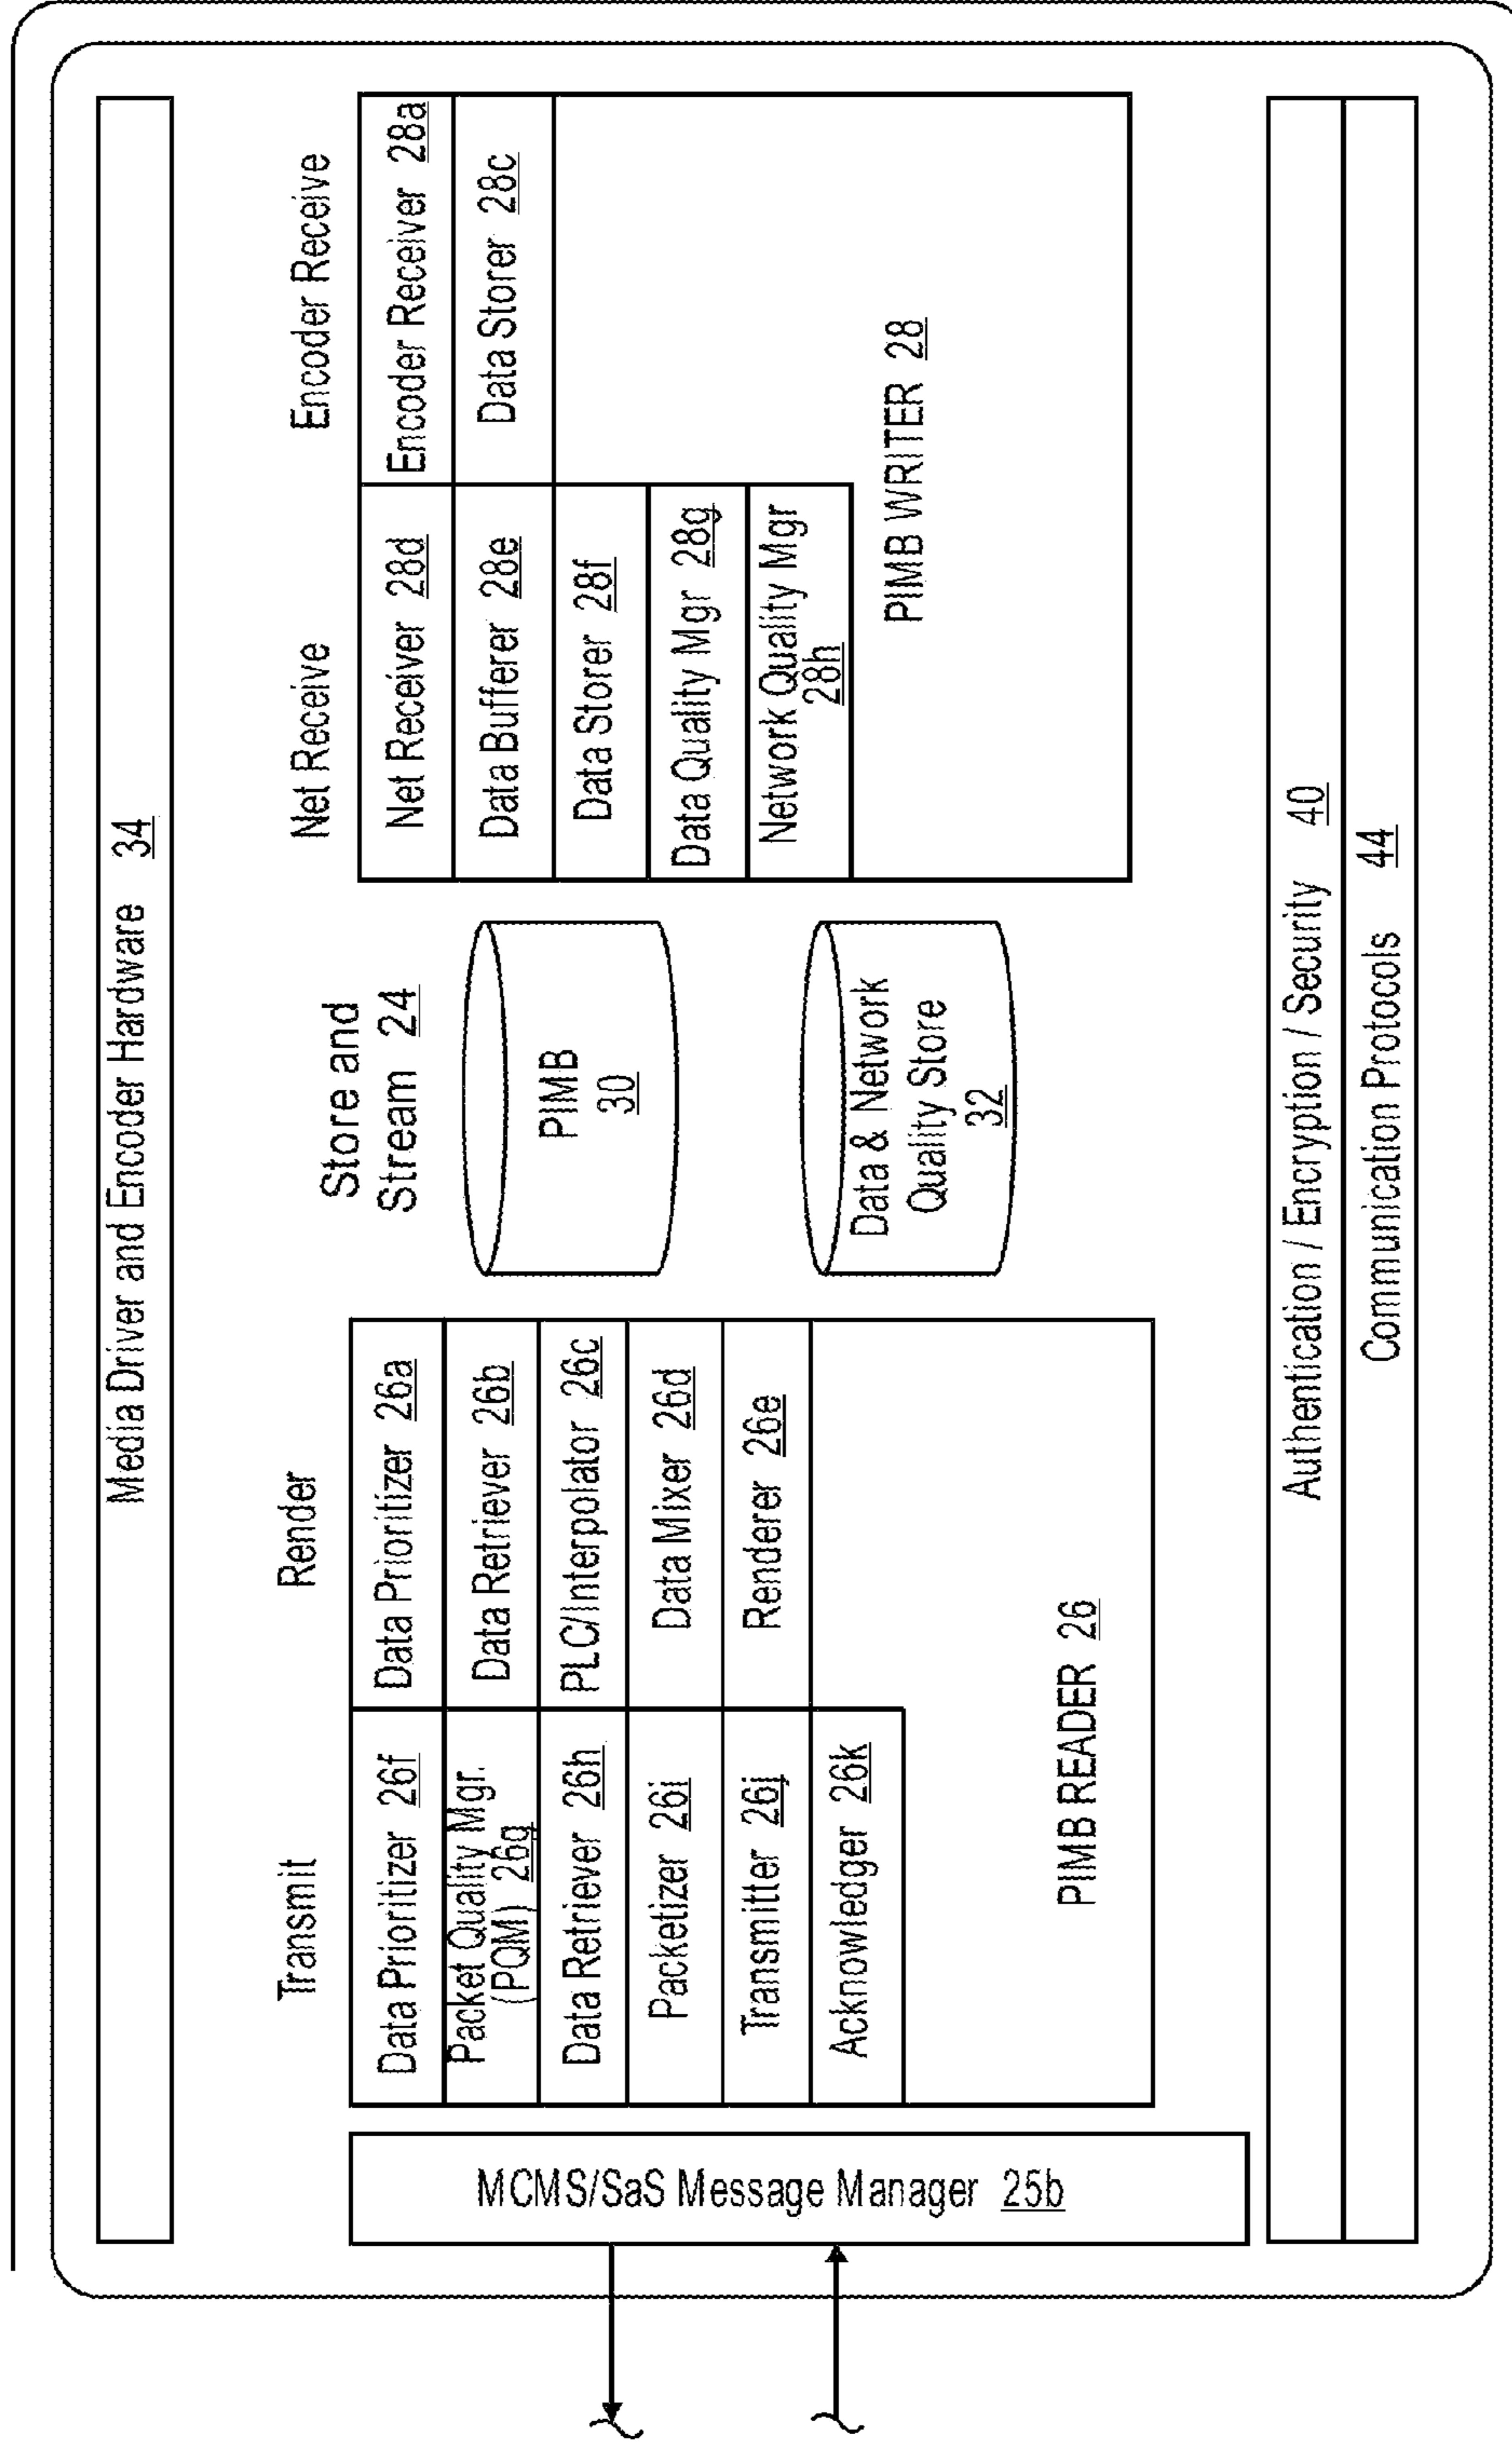 Media Driver and Encoder Hardware 34
Store and
Stream 24
Transmit
Render
Net Receive
Encoder Receive
MCMS/SaS Message Manager 25b
Data Prioritizer 26f
Packet Quality Mgr.
(PQM) 26g
Data Retriever 26h
Packetizer 26i
Transmitter 26j
Acknowledger 26k
Data Prioritizer 26a
Data Retriever 26b
PLC/Interpolator 26c
Data Mixer 26d
Renderer 26e
PIMB READER 26
PIMB
30
Data & Network
Quality Store
32
Net Receiver 28d
Data Bufferer 28e
Data Storer 28f
Data Quality Mgr 28g
Network Quality Mgr
28h
Encoder Receiver 28a
Data Storer 28c
PIMB WRITER 28
Authentication / Encryption / Security 40
Communication Protocols 44